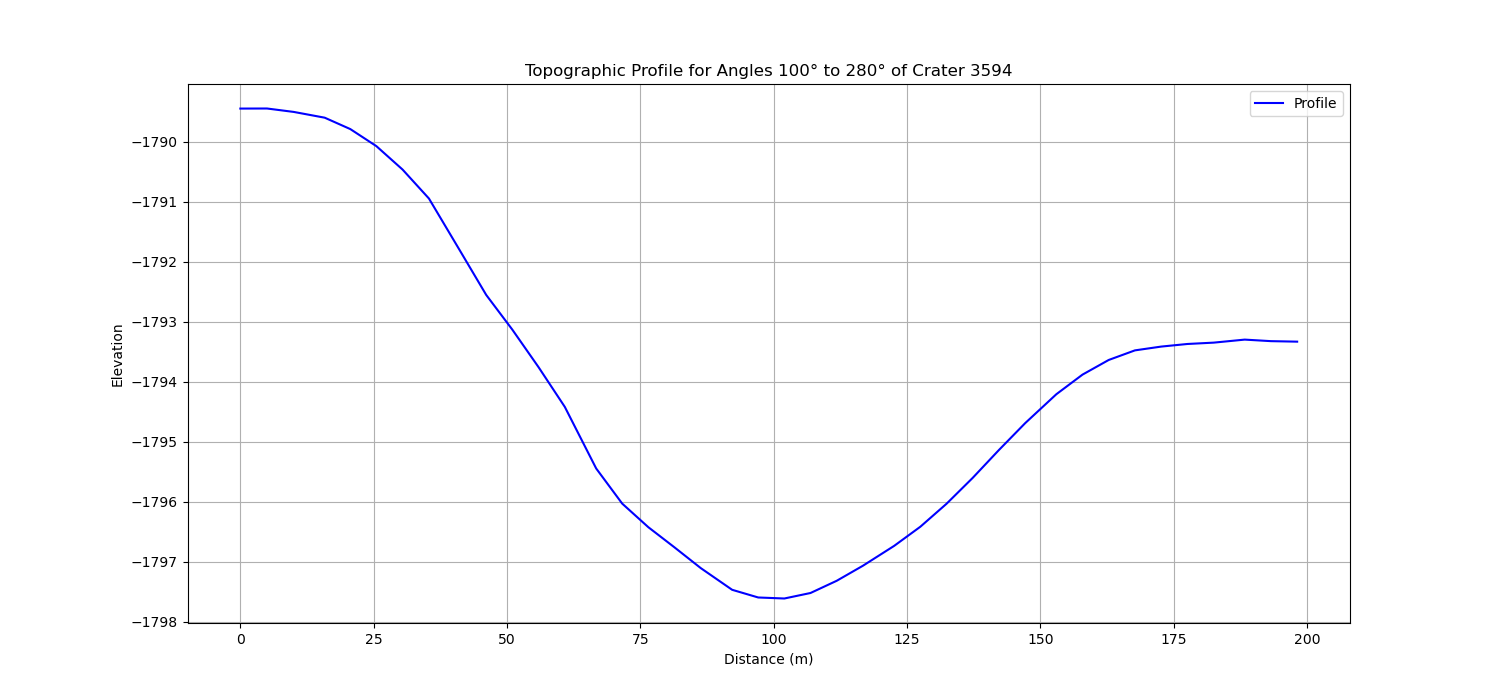 Topographic Profile for Angles 100° to 280° of Crater 3594
Profile
−1790
−1791
−1792
−1793
−1794
−1795
−1796
−1797
−1798
Elevation
0 25 50 75 100 125 150 175 200
Distance (m)